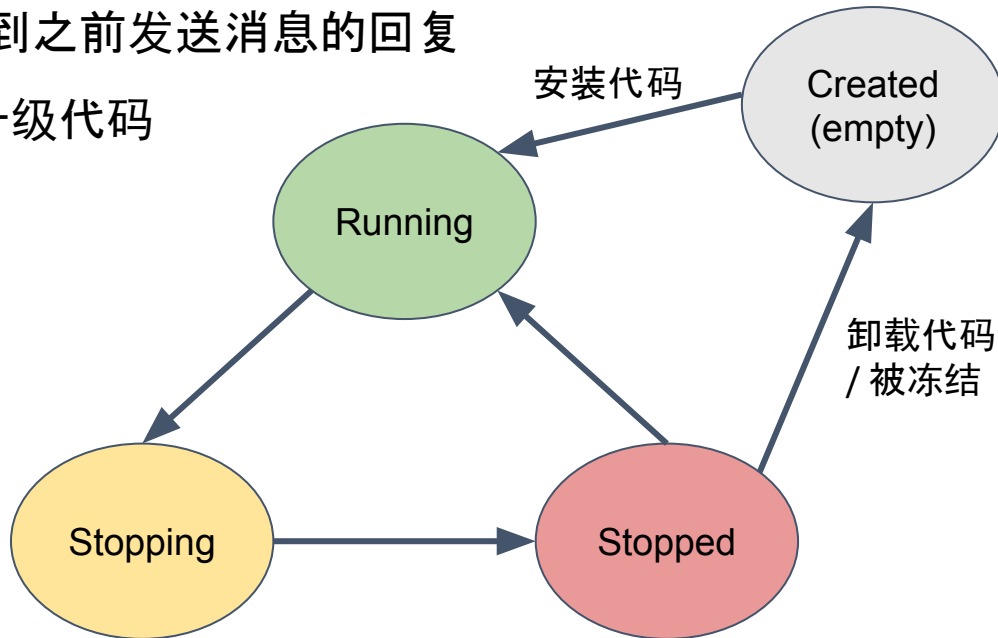 到之前发送消息的回复
级代码
安装代码
Created
(empty)
Running
卸载代码
/ 被冻结
Stopping
Stopped